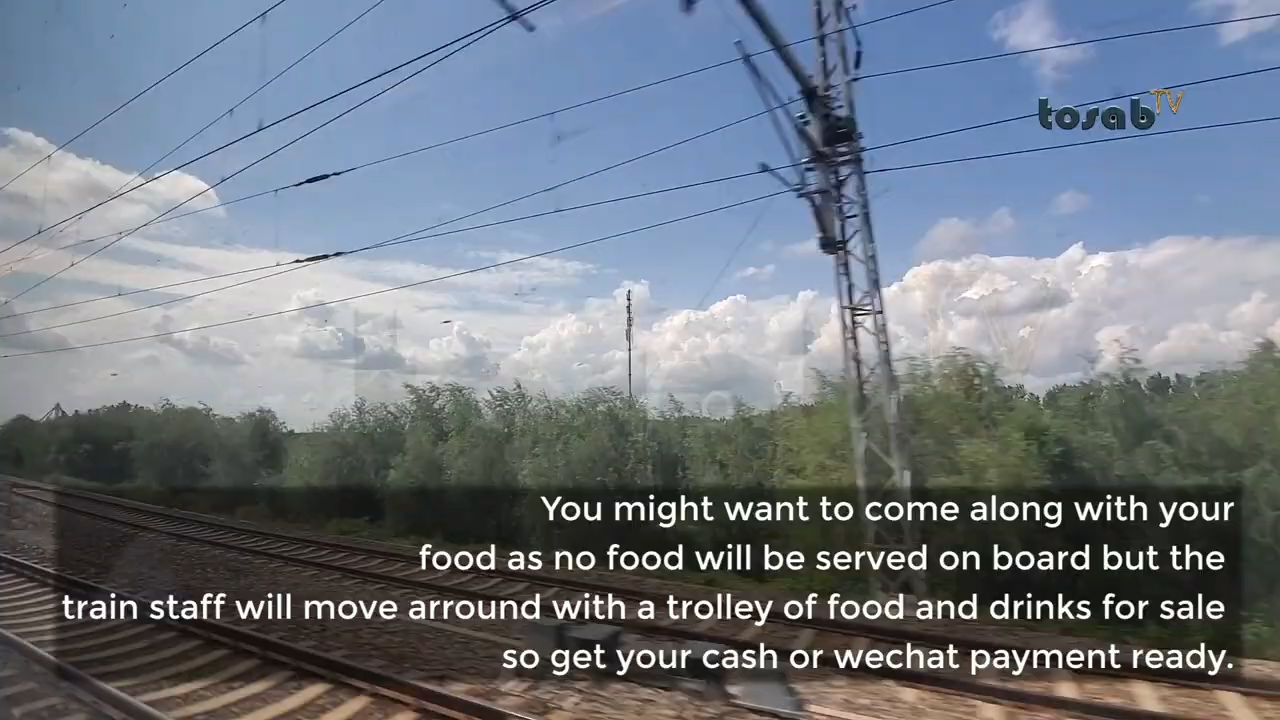 tosab TV
You might want to come along with your
food as no food will be served on board but the
train staff will move arround with a trolley of food and drinks for sale
so get your cash or wechat payment ready.